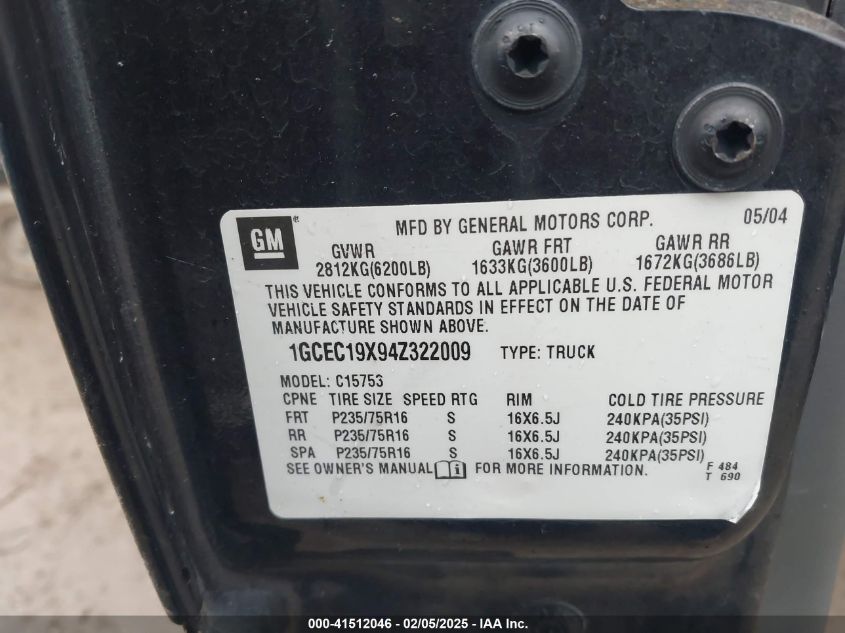 GM ®
MFD BY GENERAL MOTORS CORP. 05/04
GVWR GAWR FRT GAWR RR
2812KG(6200LB) 1633KG(3600LB) 1672KG(3686LB)
THIS VEHICLE CONFORMS TO ALL APPLICABLE U.S. FEDERAL MOTOR
VEHICLE SAFETY STANDARDS IN EFFECT ON THE DATE OF
MANUFACTURE SHOWN ABOVE.
1GCEC19X94Z322009 TYPE: TRUCK
MODEL: C15753
CPNE TIRE SIZE SPEED RTG RIM COLD TIRE PRESSURE
FRT P235/75R16 S 16X6.5J 240KPA(35PSI)
RR P235/75R16 S 16X6.5J 240KPA(35PSI)
SPA P235/75R16 S 16X6.5J 240KPA(35PSI)
SEE OWNER'S MANUAL i FOR MORE INFORMATION.
F 484
T 690
000-41512046 - 02/05/2025 - IAA Inc.